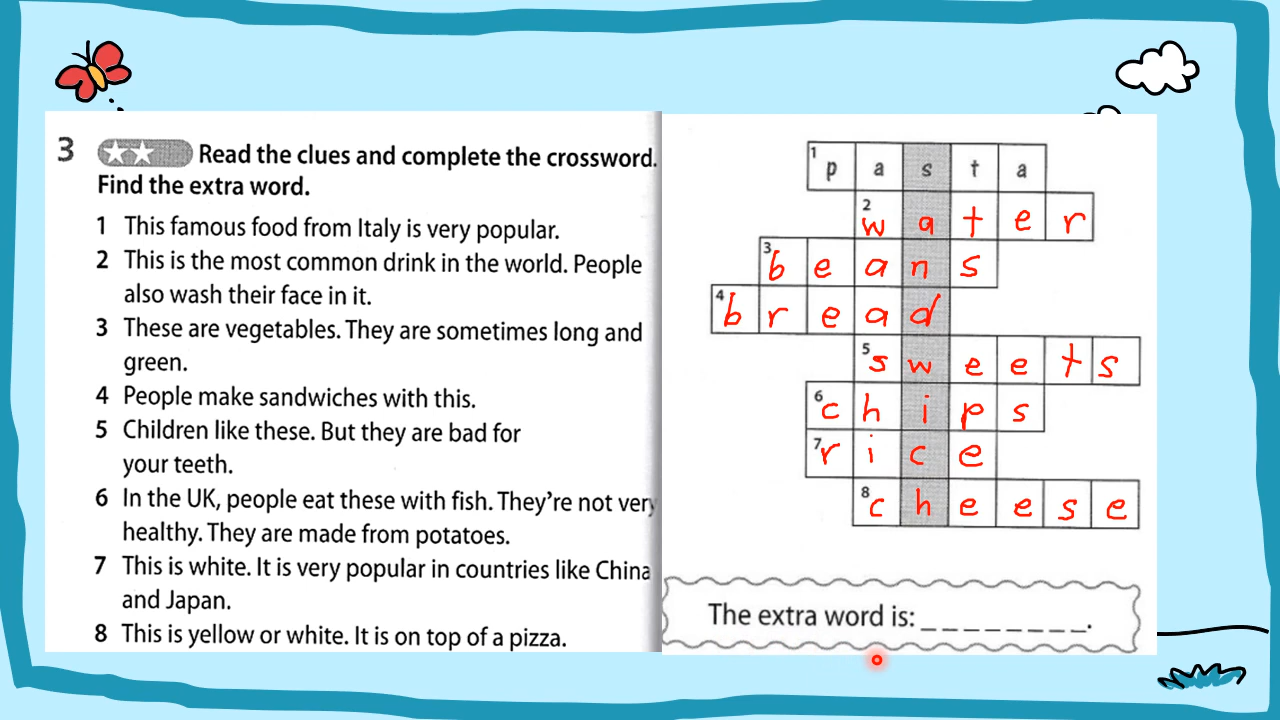 3 Read the clues and complete the crossword.
Find the extra word.
1 This famous food from Italy is very popular.
2 This is the most common drink in the world. People
also wash their face in it.
3 These are vegetables. They are sometimes long and
green.
4 People make sandwiches with this.
5 Children like these. But they are bad for
your teeth.
6 In the UK, people eat these with fish. They're not very
healthy. They are made from potatoes.
7 This is white. It is very popular in countries like China
and Japan.
8 This is yellow or white. It is on top of a pizza.
1 p a s t a
2 w a t e r
3 b e a n s
4 b r e a d
5 s w e e t s
6 c h i p s
7 r i c e
8 c h e e s e
The extra word is: _ _ _ _ _ _ _ _.